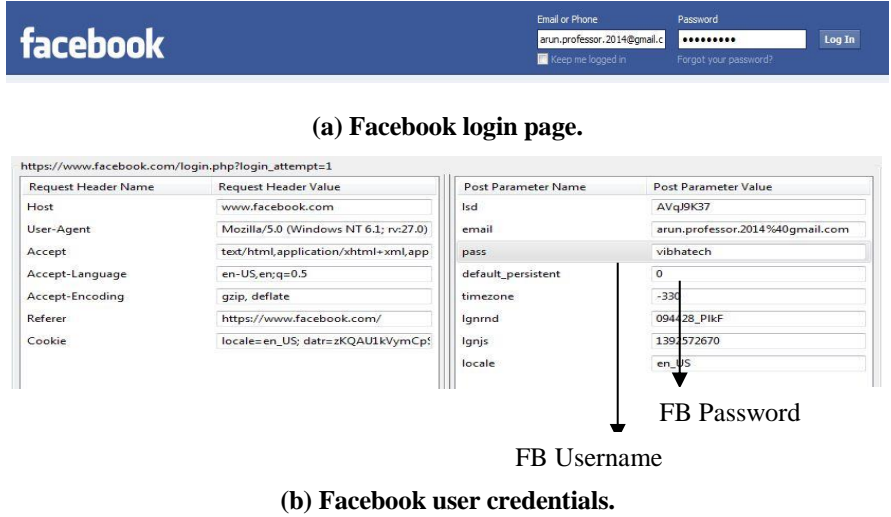 facebook
Email or Phone Password
arun.professor.2014@gmail.c ●●●●●●●●● Log In
Keep me logged in Forgot your password?
(a) Facebook login page.
https://www.facebook.com/login.php?login_attempt=1
Request Header Name Request Header Value Post Parameter Name Post Parameter Value
Host www.facebook.com lsd AVqJ9K37
User-Agent Mozilla/5.0 (Windows NT 6.1; rv:27.0) email arun.professor.2014%40gmail.com
Accept text/html,application/xhtml+xml,app pass vibhatech
Accept-Language en-US,en;q=0.5 default_persistent 0
Accept-Encoding gzip, deflate timezone -330
Referer https://www.facebook.com/ lgnrnd 094428_PIkF
Cookie locale=en_US; datr=zKQAU1kVymCpS lgnjs 1392572670
locale en_US
FB Password
FB Username
(b) Facebook user credentials.